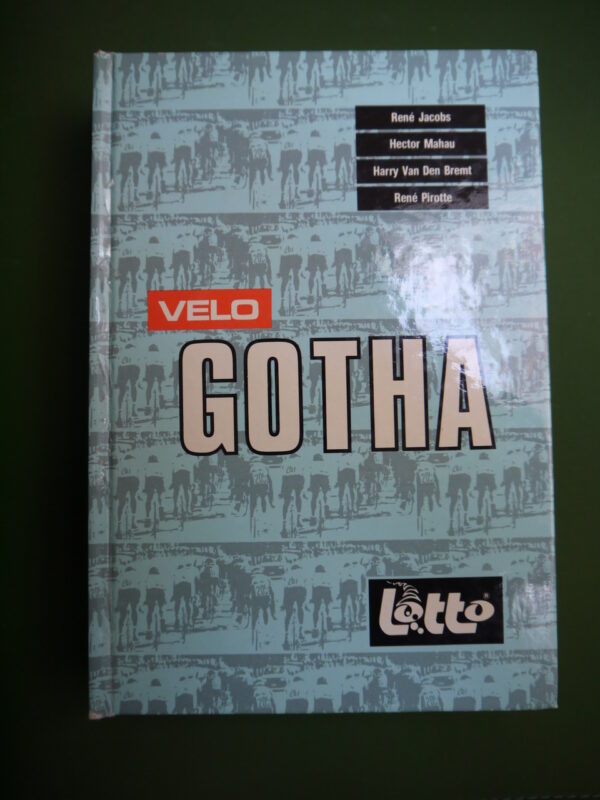 René Jacobs
Hector Mahau
Harry Van Den Bremt
René Pirotte
VELO
GOTHA
Lotto